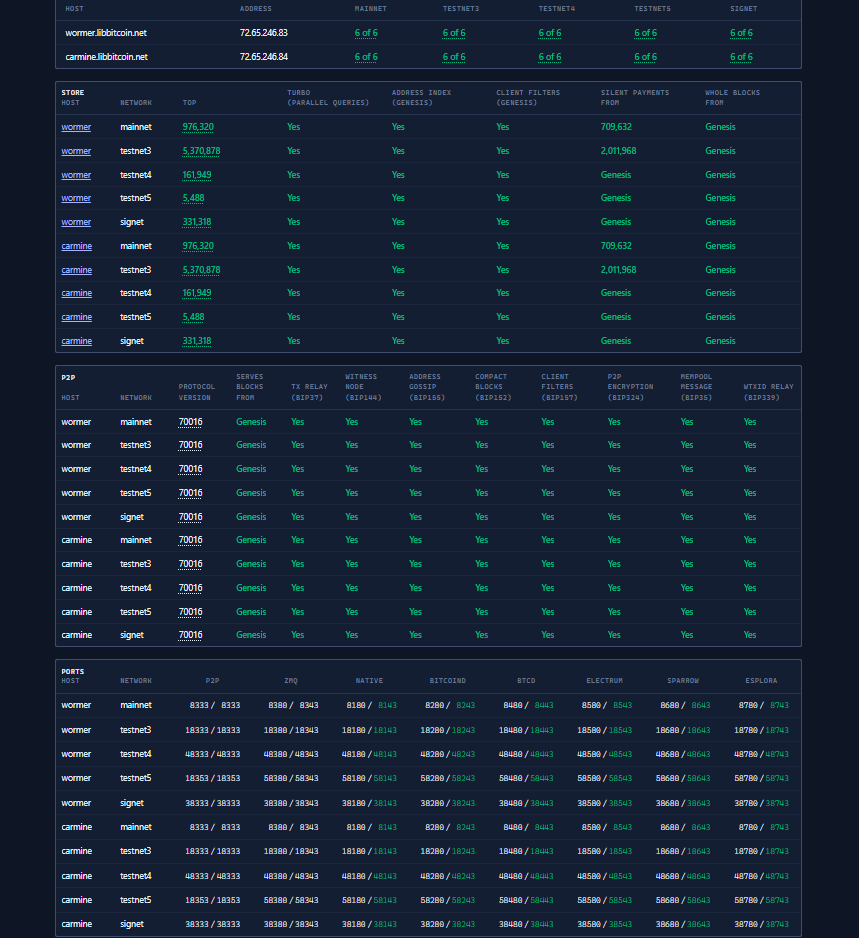 HOST ADDRESS MAINNET TESTNET3 TESTNET4 TESTNET5 SIGNET
wormer.libbitcoin.net 72.65.246.83 6 of 6 6 of 6 6 of 6 6 of 6 6 of 6
carmine.libbitcoin.net 72.65.246.84 6 of 6 6 of 6 6 of 6 6 of 6 6 of 6
STORE TURBO ADDRESS INDEX CLIENT FILTERS SILENT PAYMENTS WHOLE BLOCKS
HOST NETWORK TOP (PARALLEL QUERIES) (GENESIS) (GENESIS) FROM FROM
wormer mainnet 976,320 Yes Yes Yes 709,632 Genesis
wormer testnet3 5,370,878 Yes Yes Yes 2,011,968 Genesis
wormer testnet4 161,949 Yes Yes Yes Genesis Genesis
wormer testnet5 5,488 Yes Yes Yes Genesis Genesis
wormer signet 331,318 Yes Yes Yes Genesis Genesis
carmine mainnet 976,320 Yes Yes Yes 709,632 Genesis
carmine testnet3 5,370,878 Yes Yes Yes 2,011,968 Genesis
carmine testnet4 161,949 Yes Yes Yes Genesis Genesis
carmine testnet5 5,488 Yes Yes Yes Genesis Genesis
carmine signet 331,318 Yes Yes Yes Genesis Genesis
P2P SERVES WITNESS ADDRESS COMPACT CLIENT P2P MEMPOOL
PROTOCOL BLOCKS TX RELAY NODE GOSSIP BLOCKS FILTERS ENCRYPTION MESSAGE WTXID RELAY
HOST NETWORK VERSION FROM (BIP37) (BIP144) (BIP155) (BIP152) (BIP157) (BIP324) (BIP35) (BIP339)
wormer mainnet 70016 Genesis Yes Yes Yes Yes Yes Yes Yes Yes
wormer testnet3 70016 Genesis Yes Yes Yes Yes Yes Yes Yes Yes
wormer testnet4 70016 Genesis Yes Yes Yes Yes Yes Yes Yes Yes
wormer testnet5 70016 Genesis Yes Yes Yes Yes Yes Yes Yes Yes
wormer signet 70016 Genesis Yes Yes Yes Yes Yes Yes Yes Yes
carmine mainnet 70016 Genesis Yes Yes Yes Yes Yes Yes Yes Yes
carmine testnet3 70016 Genesis Yes Yes Yes Yes Yes Yes Yes Yes
carmine testnet4 70016 Genesis Yes Yes Yes Yes Yes Yes Yes Yes
carmine testnet5 70016 Genesis Yes Yes Yes Yes Yes Yes Yes Yes
carmine signet 70016 Genesis Yes Yes Yes Yes Yes Yes Yes Yes
PORTS
HOST NETWORK P2P ZMQ NATIVE BITCOIND BTCD ELECTRUM SPARROW ESPLORA
wormer mainnet 8333 / 8333 8380 / 8343 8180 / 8143 8280 / 8243 8480 / 8443 8580 / 8543 8680 / 8643 8780 / 8743
wormer testnet3 18333 / 18333 18380 / 18343 18180 / 18143 18280 / 18243 18480 / 18443 18580 / 18543 18680 / 18643 18780 / 18743
wormer testnet4 48333 / 48333 48380 / 48343 48180 / 48143 48280 / 48243 48480 / 48443 48580 / 48543 48680 / 48643 48780 / 48743
wormer testnet5 18353 / 18353 58380 / 58343 58180 / 58143 58280 / 58243 58480 / 58443 58580 / 58543 58680 / 58643 58780 / 58743
wormer signet 38333 / 38333 38380 / 38343 38180 / 38143 38280 / 38243 38480 / 38443 38580 / 38543 38680 / 38643 38780 / 38743
carmine mainnet 8333 / 8333 8380 / 8343 8180 / 8143 8280 / 8243 8480 / 8443 8580 / 8543 8680 / 8643 8780 / 8743
carmine testnet3 18333 / 18333 18380 / 18343 18180 / 18143 18280 / 18243 18480 / 18443 18580 / 18543 18680 / 18643 18780 / 18743
carmine testnet4 48333 / 48333 48380 / 48343 48180 / 48143 48280 / 48243 48480 / 48443 48580 / 48543 48680 / 48643 48780 / 48743
carmine testnet5 18353 / 18353 58380 / 58343 58180 / 58143 58280 / 58243 58480 / 58443 58580 / 58543 58680 / 58643 58780 / 58743
carmine signet 38333 / 38333 38380 / 38343 38180 / 38143 38280 / 38243 38480 / 38443 38580 / 38543 38680 / 38643 38780 / 38743